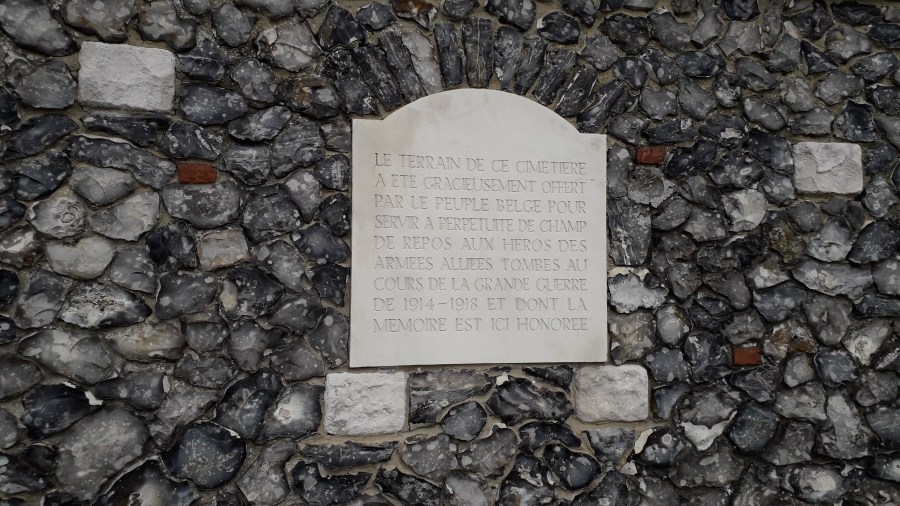 LE TERRAIN DE CE CIMETIERE
A ETE GRACIEUSEMENT OFFERT
PAR LE PEUPLE BELGE POUR
SERVIR A PERPETUITE DE CHAMP
DE REPOS AUX HEROS DES
ARMEES ALLIEES TOMBES AU
COURS DE LA GRANDE GUERRE
DE 1914-1918 ET DONT LA
MEMOIRE EST ICI HONOREE